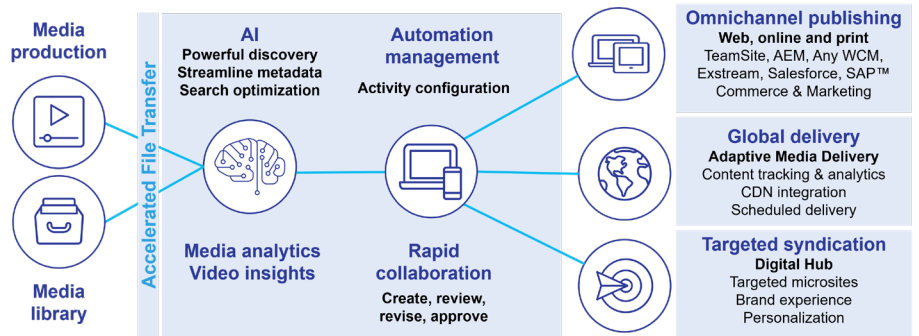 Media
production
Media
library
Accelerated File Transfer
AI
Powerful discovery
Streamline metadata
Search optimization
Media analytics
Video insights
Automation
management
Activity configuration
Rapid
collaboration
Create, review,
revise, approve
Omnichannel publishing
Web, online and print
TeamSite, AEM, Any WCM,
Exstream, Salesforce, SAP™
Commerce & Marketing
Global delivery
Adaptive Media Delivery
Content tracking & analytics
CDN integration
Scheduled delivery
Targeted syndication
Digital Hub
Targeted microsites
Brand experience
Personalization